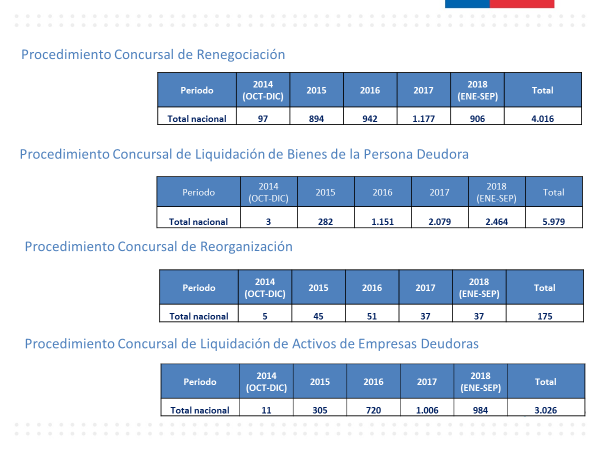 Procedimiento Concursal de Renegociación
Periodo 2014 (OCT-DIC) 2015 2016 2017 2018 (ENE-SEP) Total
Total nacional 97 894 942 1.177 906 4.016
Procedimiento Concursal de Liquidación de Bienes de la Persona Deudora
Periodo 2014 (OCT-DIC) 2015 2016 2017 2018 (ENE-SEP) Total
Total nacional 3 282 1.151 2.079 2.464 5.979
Procedimiento Concursal de Reorganización
Periodo 2014 (OCT-DIC) 2015 2016 2017 2018 (ENE-SEP) Total
Total nacional 5 45 51 37 37 175
Procedimiento Concursal de Liquidación de Activos de Empresas Deudoras
Periodo 2014 (OCT-DIC) 2015 2016 2017 2018 (ENE-SEP) Total
Total nacional 11 305 720 1.006 984 3.026